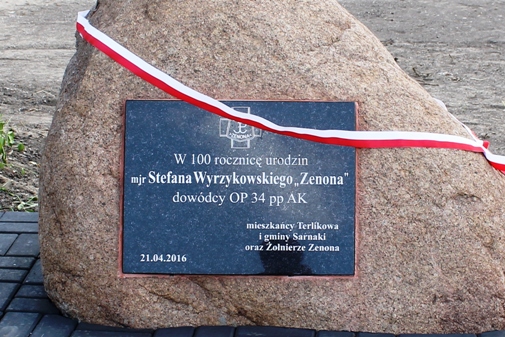 ZENONA
W 100 rocznicę urodzin
mjr Stefana Wyrzykowskiego „Zenona”
dowódcy OP 34 pp AK
mieszkańcy Terlikowa
i gminy Sarnaki
oraz Żołnierze Zenona
21.04.2016